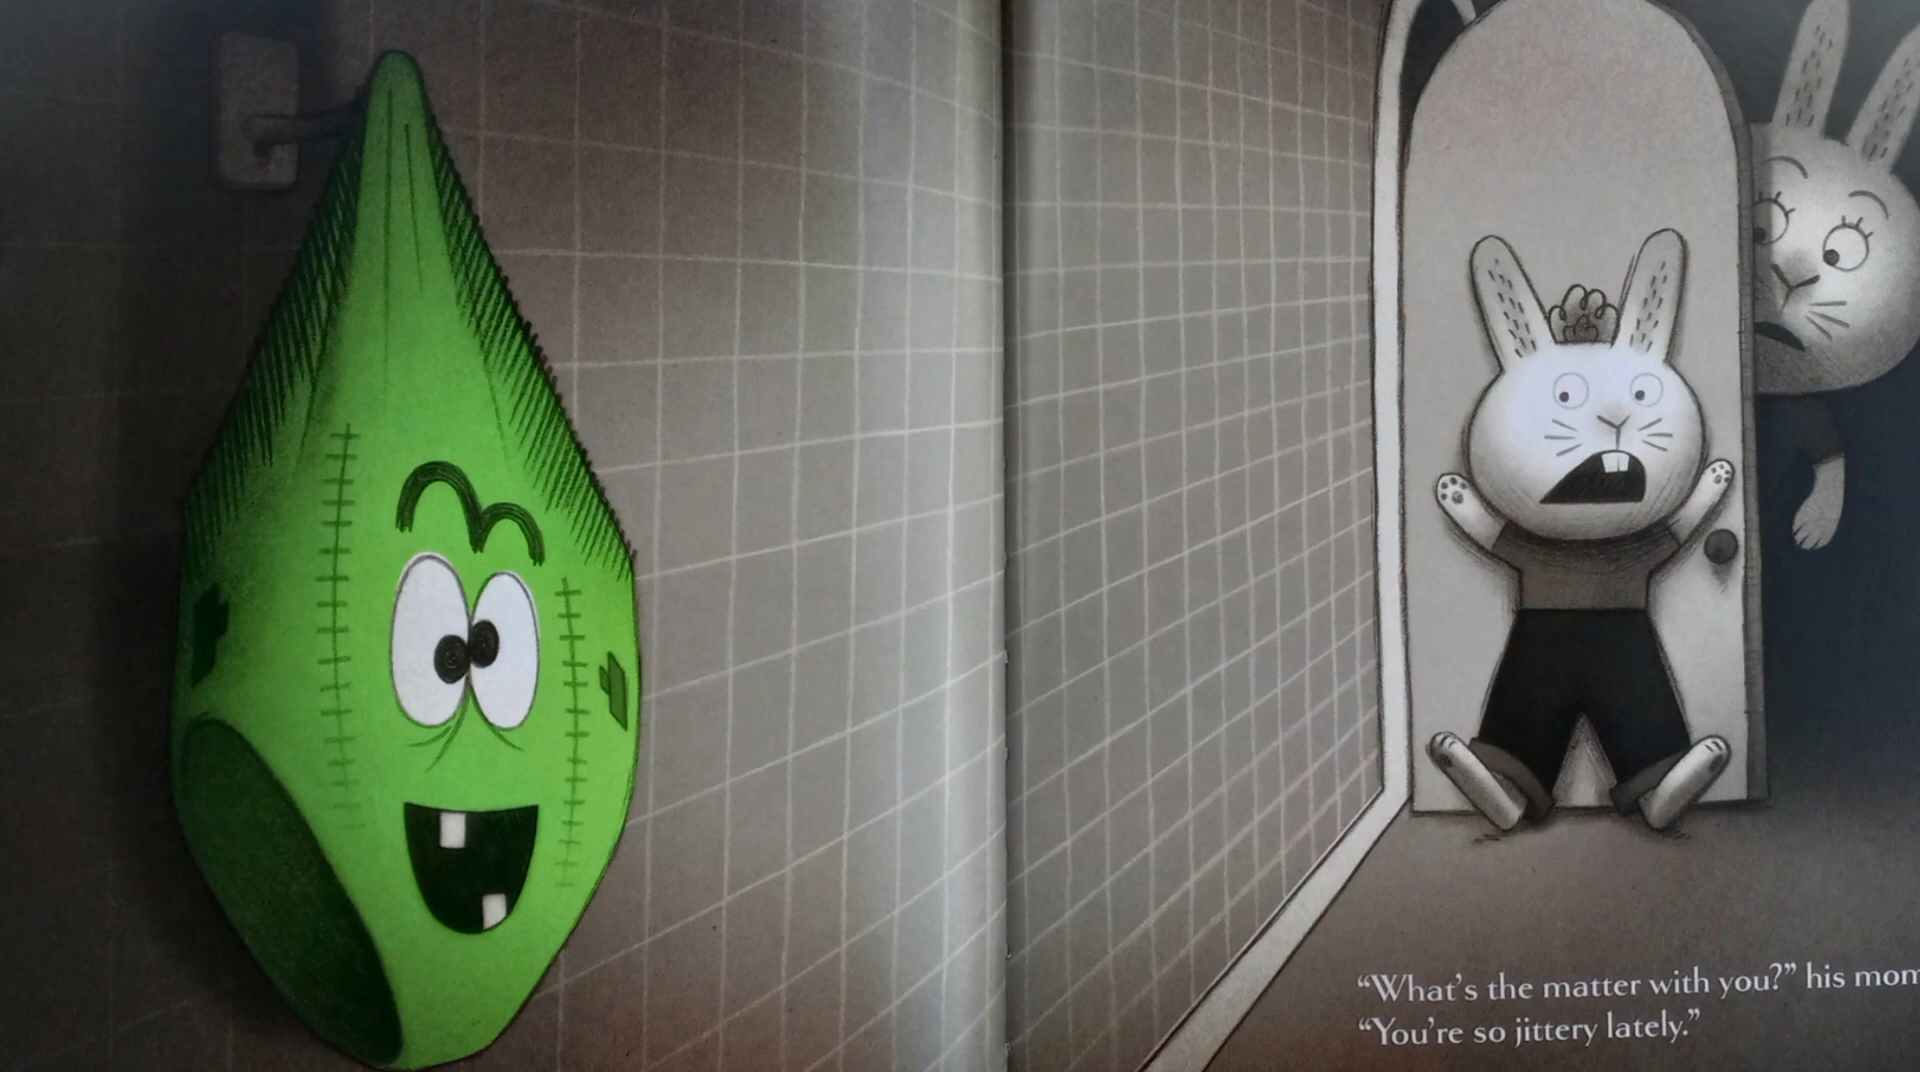 “What’s the matter with you?” his mom
“You’re so jittery lately.”